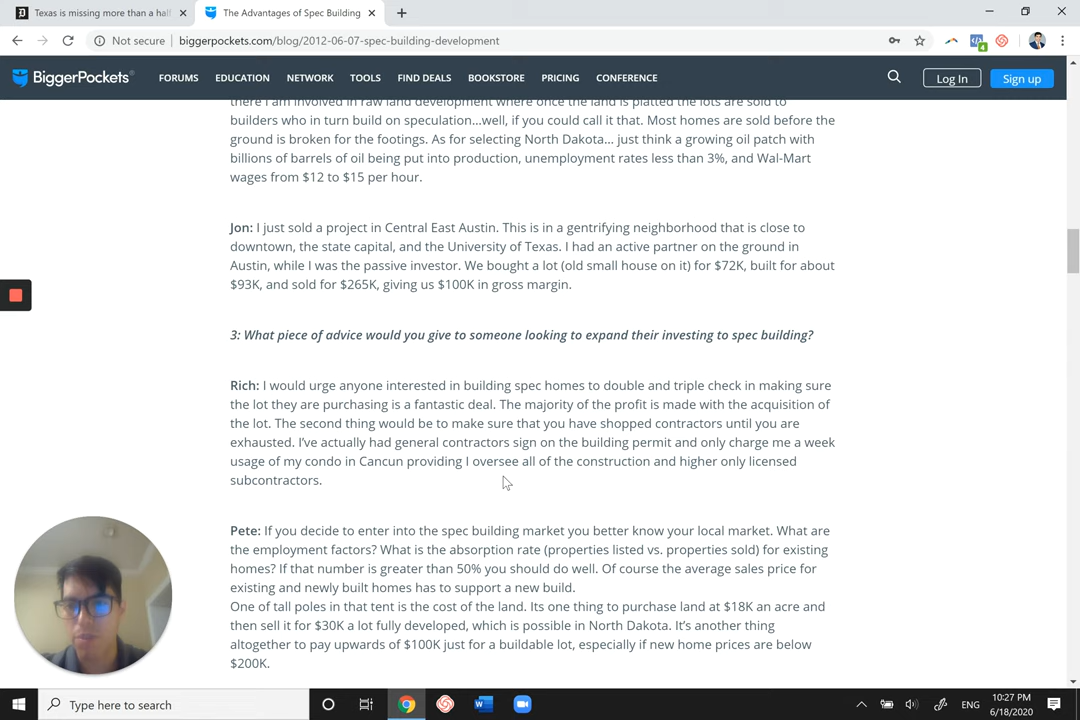 Texas is missing more than a half
The Advantages of Spec Building
Not secure
biggerpockets.com/blog/2012-06-07-spec-building-development
4
BiggerPockets
FORUMS
EDUCATION
NETWORK
TOOLS
FIND DEALS
BOOKSTORE
PRICING
CONFERENCE
Log In
Sign up
there I am involved in raw land development where once the land is platted the lots are sold to
builders who in turn build on speculation…well, if you could call it that. Most homes are sold before the
ground is broken for the footings. As for selecting North Dakota… just think a growing oil patch with
billions of barrels of oil being put into production, unemployment rates less than 3%, and Wal-Mart
wages from $12 to $15 per hour.
Jon: I just sold a project in Central East Austin. This is in a gentrifying neighborhood that is close to
downtown, the state capital, and the University of Texas. I had an active partner on the ground in
Austin, while I was the passive investor. We bought a lot (old small house on it) for $72K, built for about
$93K, and sold for $265K, giving us $100K in gross margin.
3: What piece of advice would you give to someone looking to expand their investing to spec building?
Rich: I would urge anyone interested in building spec homes to double and triple check in making sure
the lot they are purchasing is a fantastic deal. The majority of the profit is made with the acquisition of
the lot. The second thing would be to make sure that you have shopped contractors until you are
exhausted. I've actually had general contractors sign on the building permit and only charge me a week
usage of my condo in Cancun providing I oversee all of the construction and higher only licensed
subcontractors.
Pete: If you decide to enter into the spec building market you better know your local market. What are
the employment factors? What is the absorption rate (properties listed vs. properties sold) for existing
homes? If that number is greater than 50% you should do well. Of course the average sales price for
existing and newly built homes has to support a new build.
One of tall poles in that tent is the cost of the land. Its one thing to purchase land at $18K an acre and
then sell it for $30K a lot fully developed, which is possible in North Dakota. It's another thing
altogether to pay upwards of $100K just for a buildable lot, especially if new home prices are below
$200K.
Type here to search
ENG
10:27 PM
6/18/2020